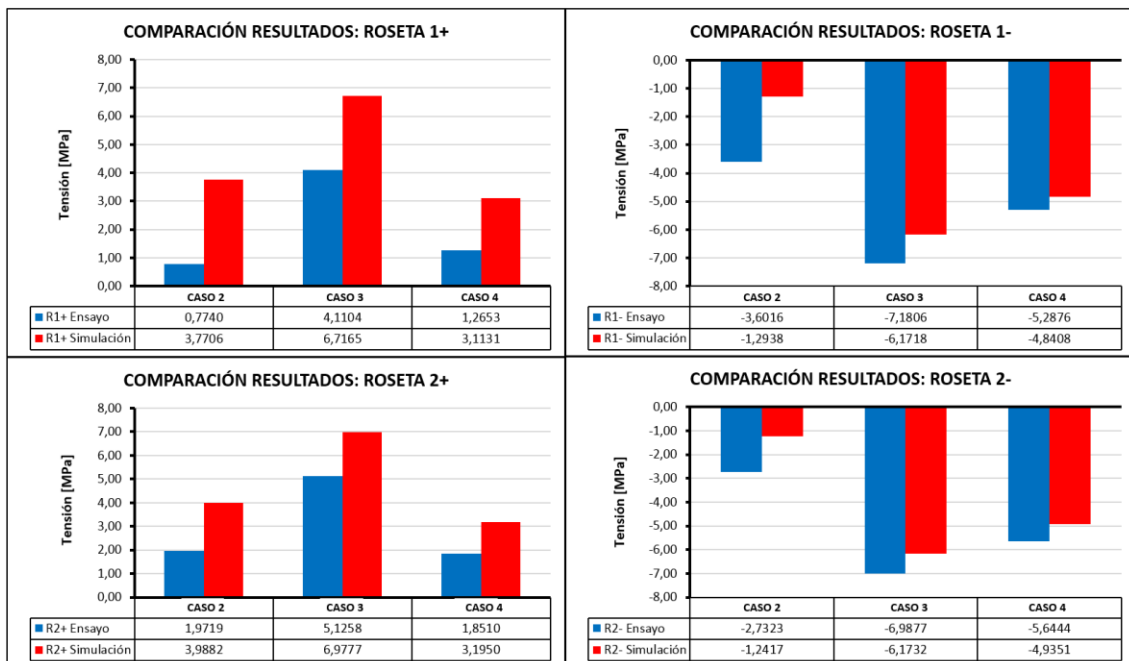 COMPARACIÓN RESULTADOS: ROSETA 1+
8,00
7,00
6,00
5,00
4,00
3,00
2,00
1,00
0,00
Tensión [MPa]
CASO 2 CASO 3 CASO 4
R1+ Ensayo 0,7740 4,1104 1,2653
R1+ Simulación 3,7706 6,7165 3,1131
COMPARACIÓN RESULTADOS: ROSETA 1-
0,00
-1,00
-2,00
-3,00
-4,00
-5,00
-6,00
-7,00
-8,00
Tensión [MPa]
CASO 2 CASO 3 CASO 4
R1- Ensayo -3,6016 -7,1806 -5,2876
R1- Simulación -1,2938 -6,1718 -4,8408
COMPARACIÓN RESULTADOS: ROSETA 2+
8,00
7,00
6,00
5,00
4,00
3,00
2,00
1,00
0,00
Tensión [MPa]
CASO 2 CASO 3 CASO 4
R2+ Ensayo 1,9719 5,1258 1,8510
R2+ Simulación 3,9882 6,9777 3,1950
COMPARACIÓN RESULTADOS: ROSETA 2-
0,00
-1,00
-2,00
-3,00
-4,00
-5,00
-6,00
-7,00
-8,00
Tensión [MPa]
CASO 2 CASO 3 CASO 4
R2- Ensayo -2,7323 -6,9877 -5,6444
R2- Simulación -1,2417 -6,1732 -4,9351